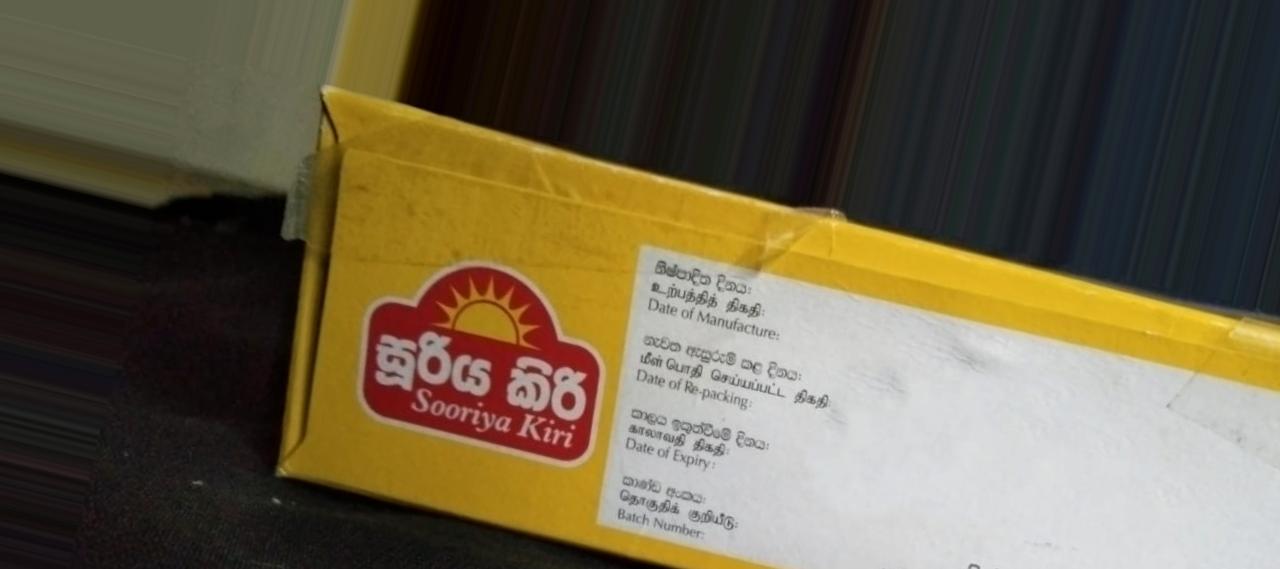 සූරිය කිරි
Sooriya Kiri
නිෂ්පාදිත දිනය:
உற்பத்தித் திகதி:
Date of Manufacture:
නැවත ඇසුරුම් කළ දිනය:
மீள் பொதி செய்யப்பட்ட திகதி:
Date of Re-packing:
කාලය ඉකුත්වීමේ දිනය:
காலாவதி திகதி:
Date of Expiry:
කාණ්ඩ අංකය:
தொகுதிக் குறியீடு:
Batch Number: